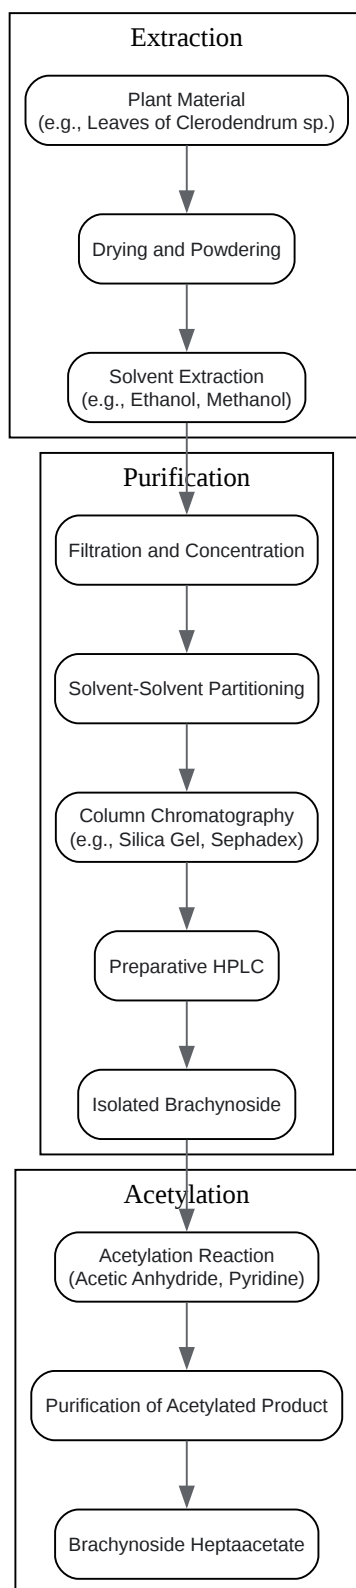 Extraction
Plant Material
(e.g., Leaves of Clerodendrum sp.)
Drying and Powdering
Solvent Extraction
(e.g., Ethanol, Methanol)
Purification
Filtration and Concentration
Solvent-Solvent Partitioning
Column Chromatography
(e.g., Silica Gel, Sephadex)
Preparative HPLC
Isolated Brachynoside
Acetylation
Acetylation Reaction
(Acetic Anhydride, Pyridine)
Purification of Acetylated Product
Brachynoside Heptaacetate